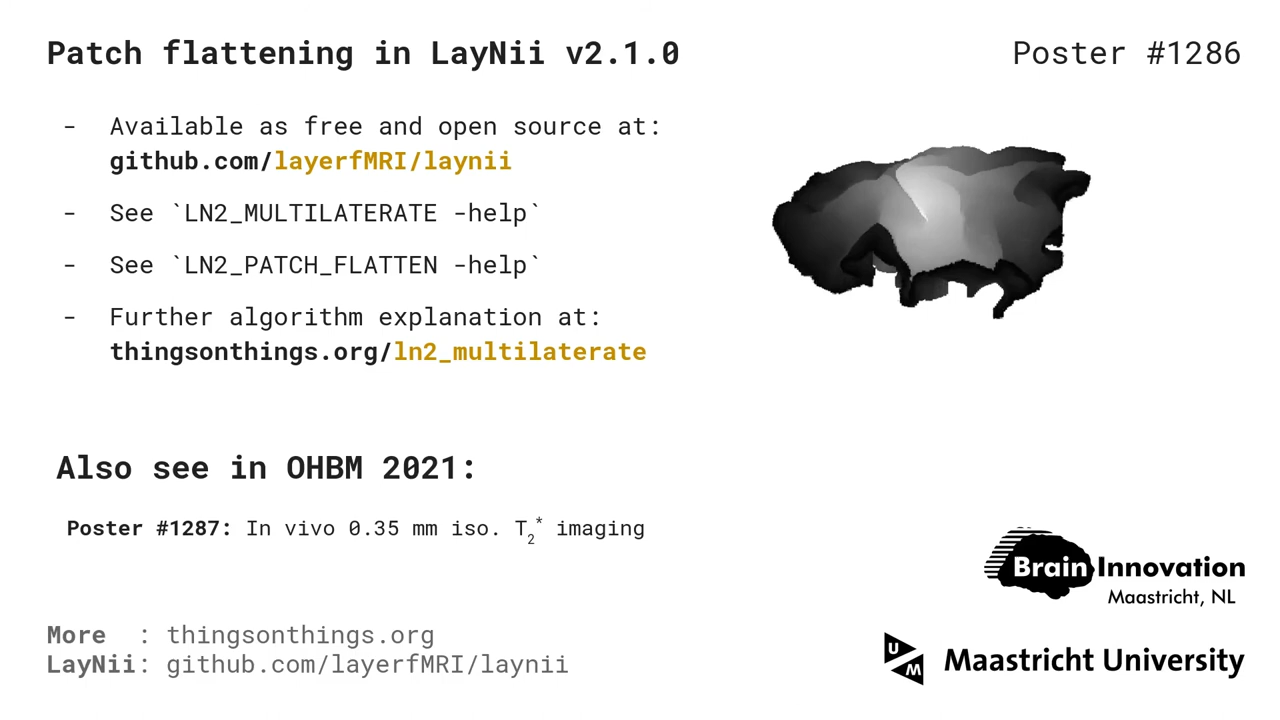 Patch flattening in LayNii v2.1.0
Poster #1286
- Available as free and open source at:
github.com/layerfMRI/laynii
- See `LN2_MULTILATERATE -help`
- See `LN2_PATCH_FLATTEN -help`
- Further algorithm explanation at:
thingsonthings.org/ln2_multilaterate
Also see in OHBM 2021:
Poster #1287: In vivo 0.35 mm iso. T₂* imaging
Brain Innovation
Maastricht, NL
More : thingsonthings.org
LayNii: github.com/layerfMRI/laynii
UM Maastricht University